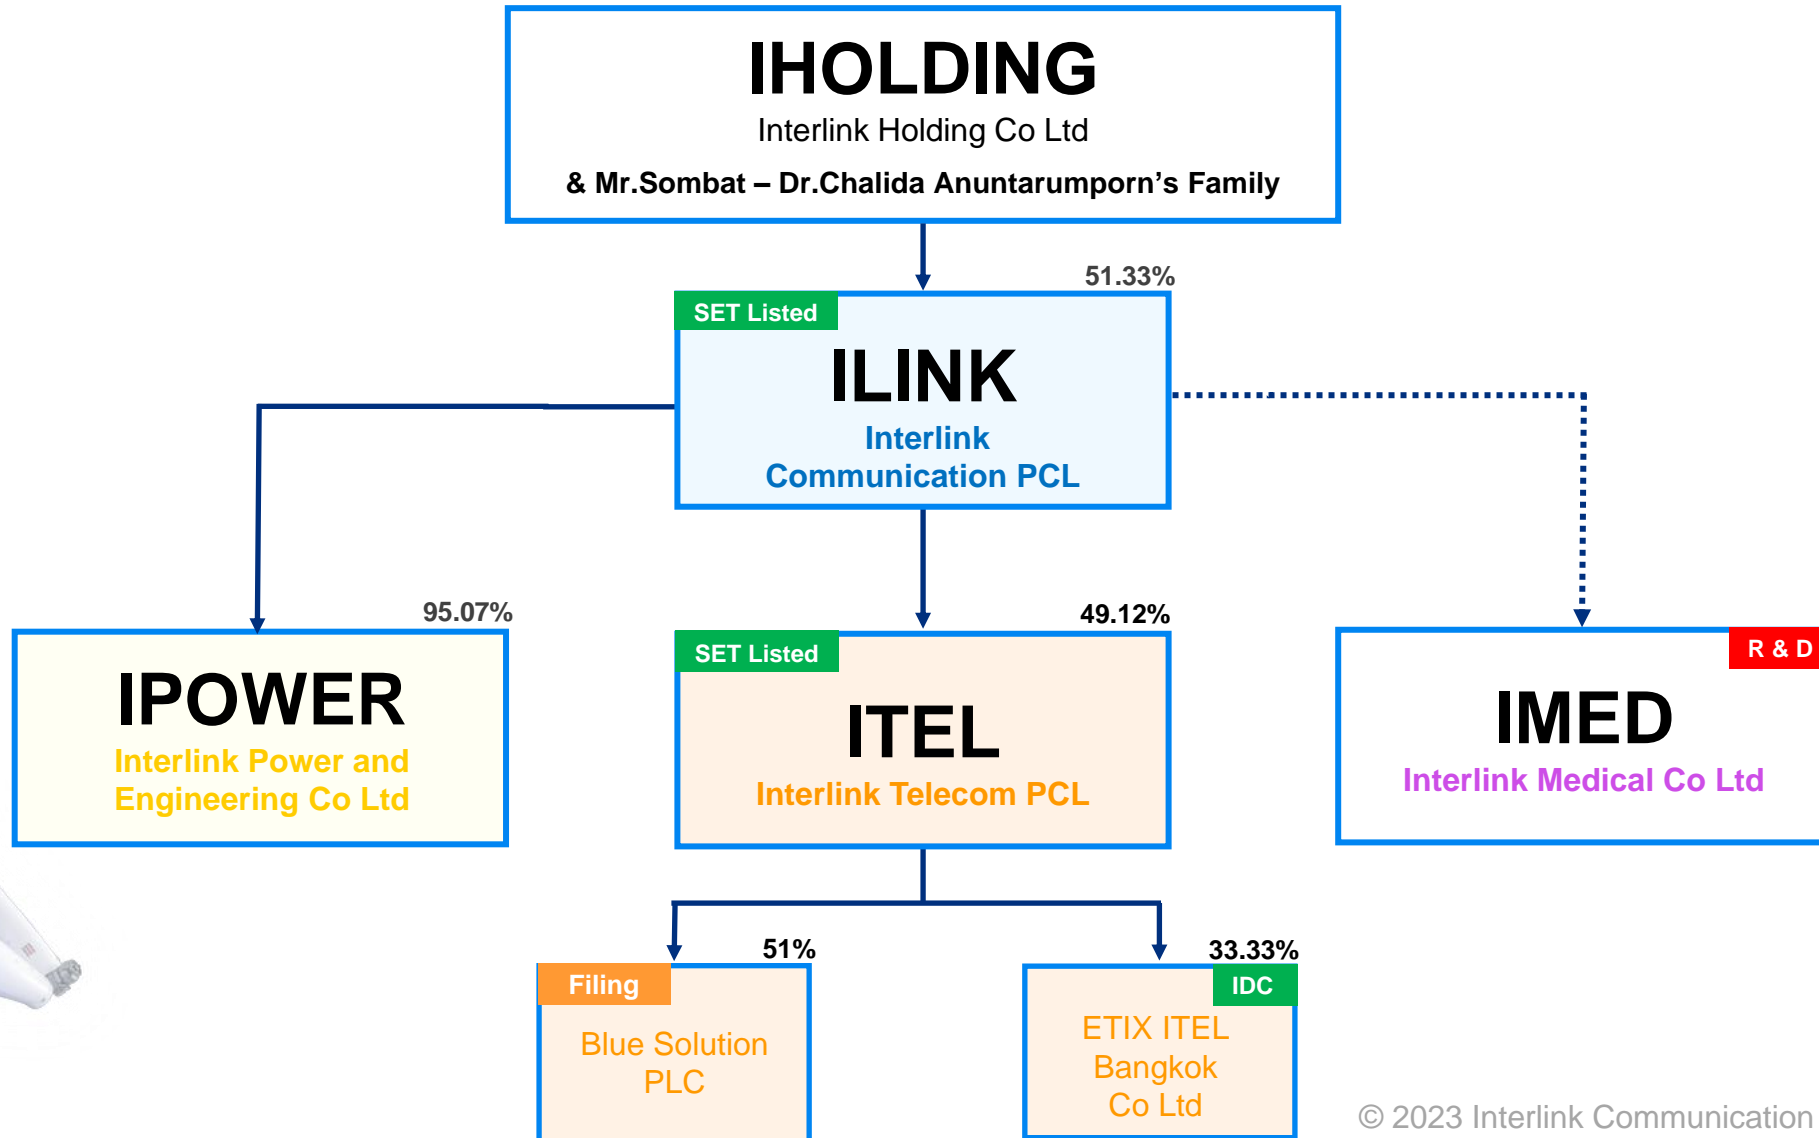 IHOLDING
Interlink Holding Co Ltd
& Mr.Sombat – Dr.Chalida Anuntarumporn’s Family
51.33%
SET Listed
ILINK
Interlink
Communication PCL
95.07%
IPOWER
Interlink Power and
Engineering Co Ltd
49.12%
SET Listed
ITEL
Interlink Telecom PCL
R & D
IMED
Interlink Medical Co Ltd
51%
Filing
Blue Solution
PLC
33.33%
IDC
ETIX ITEL
Bangkok
Co Ltd
© 2023 Interlink Communication